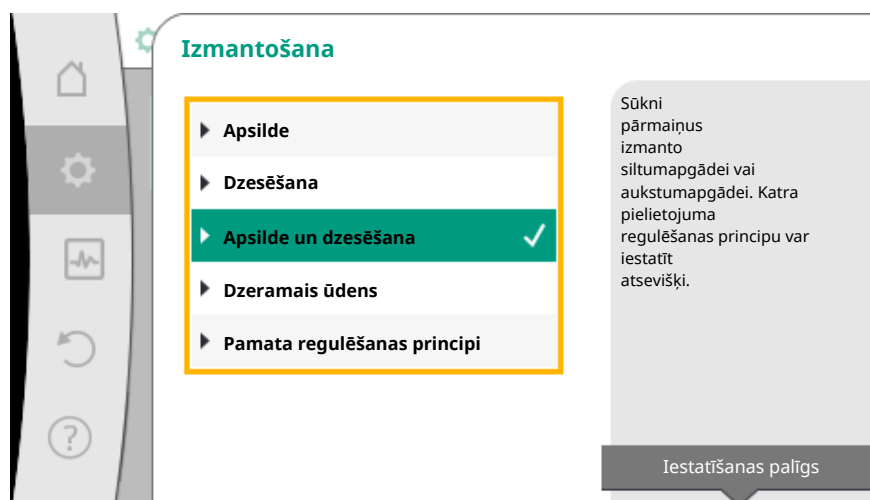 Izmantošana
Apsilde
Dzesēšana
Apsilde un dzesēšana
Dzeramais ūdens
Pamata regulēšanas principi
Sūkni
pārmaiņus
izmanto
siltumapgādei vai
aukstumapgādei. Katra
pielietojuma
regulēšanas principu var
iestatīt
atsevišķi.
Iestatīšanas palīgs
?